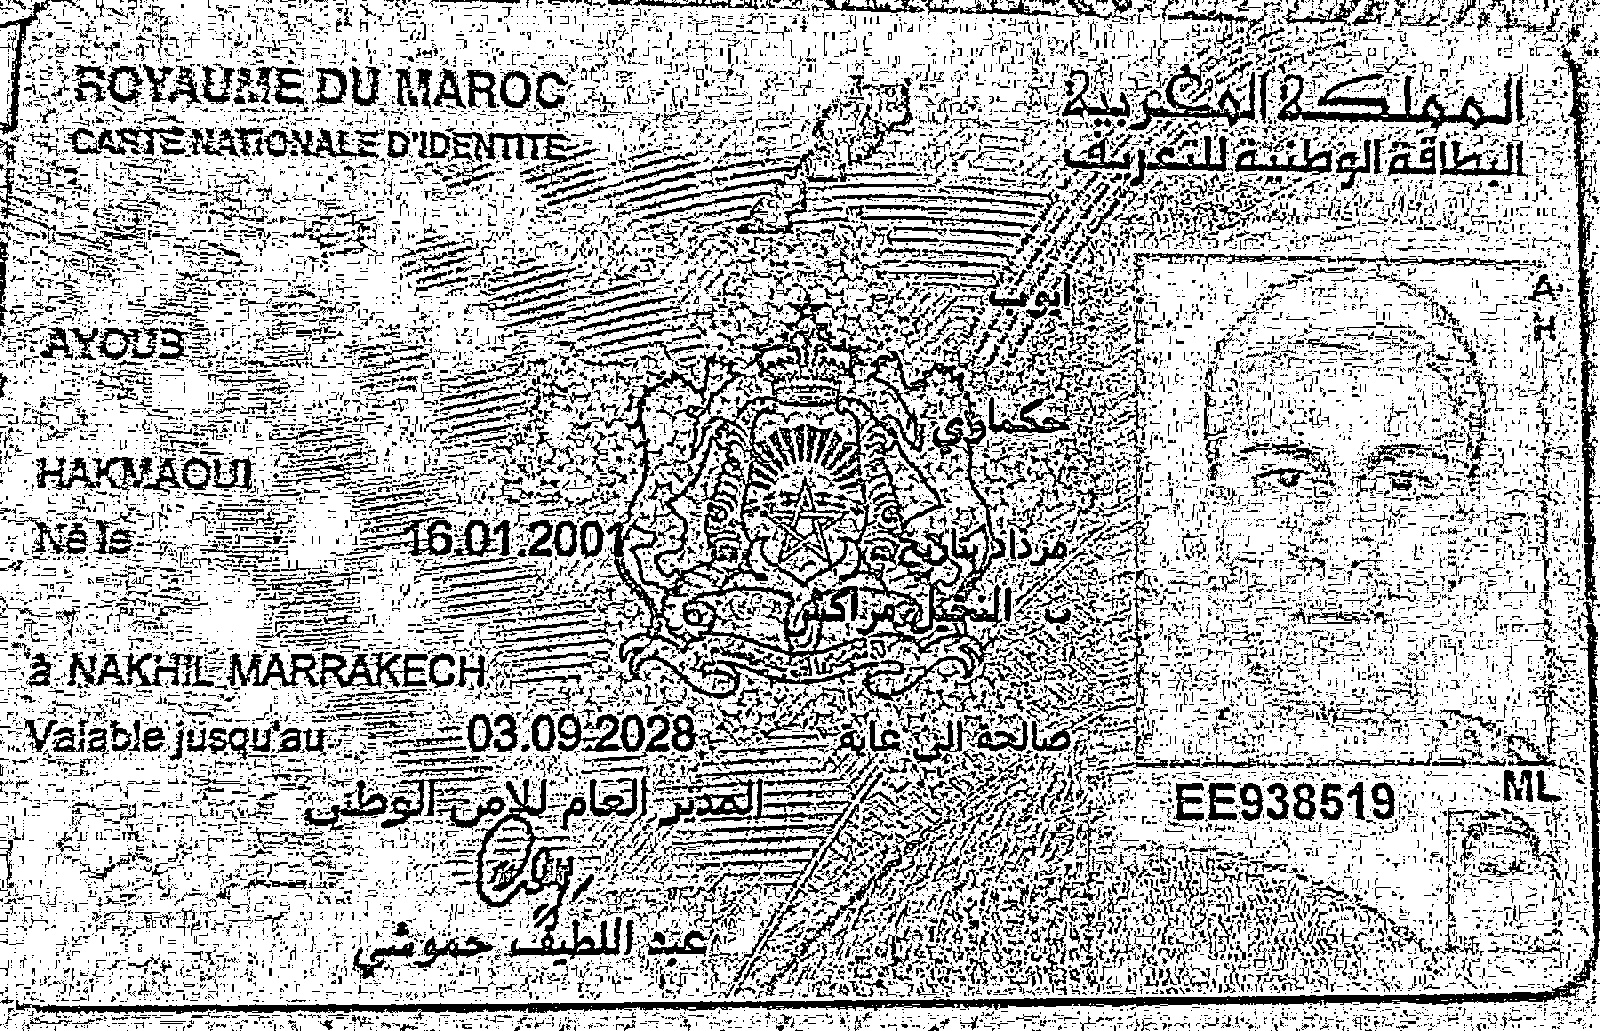 ROYAUME DU MAROC
المملكة المغربية
CARTE NATIONALE D'IDENTITE
البطاقة الوطنية للتعريف
ايوب
AYOUB
حكماوي
HAKMAOUI
Né le 16.01.2001 مزداد بتاريخ
ب النخيل مراكش
à NAKHIL MARRAKECH
Valable jusqu'au 03.09.2028 صالحة الى غاية
المدير العام للامن الوطني
عبد اللطيف حموشي
EE938519
ML
A
H